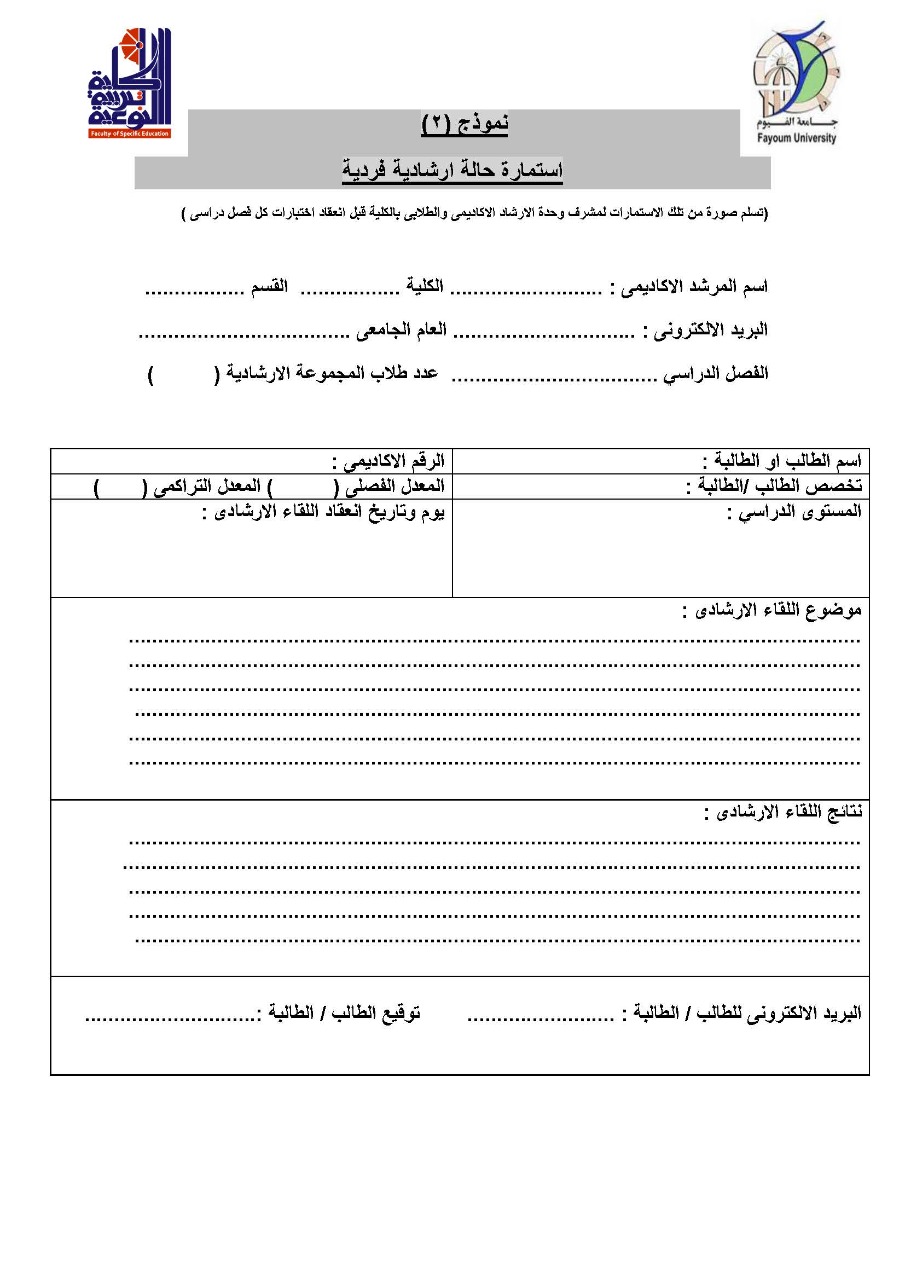 كلية
تربية
النوعية
Faculty of Specific Education
جامعة الفيوم
Fayoum University
نموذج (٢)
استمارة حالة ارشادية فردية
(تسلم صورة من تلك الاستمارات لمشرف وحدة الارشاد الاكاديمى والطلابى بالكلية قبل انعقاد اختبارات كل فصل دراسى )
اسم المرشد الاكاديمى : .......................... الكلية ................. القسم .................
البريد الالكترونى : ............................... العام الجامعى ....................................
الفصل الدراسي ................................... عدد طلاب المجموعة الارشادية ( )
اسم الطالب او الطالبة : الرقم الاكاديمي :
تخصص الطالب /الطالبة : المعدل الفصلى ( ) المعدل التراكمى ( )
المستوى الدراسي : يوم وتاريخ انعقاد اللقاء الارشادى :
موضوع اللقاء الارشادى :
............................................................................................................................
............................................................................................................................
............................................................................................................................
...........................................................................................................................
............................................................................................................................
............................................................................................................................
نتائج اللقاء الارشادى :
............................................................................................................................
.............................................................................................................................
............................................................................................................................
............................................................................................................................
...........................................................................................................................
البريد الالكترونى للطالب / الطالبة : ......................... توقيع الطالب / الطالبة :.............................